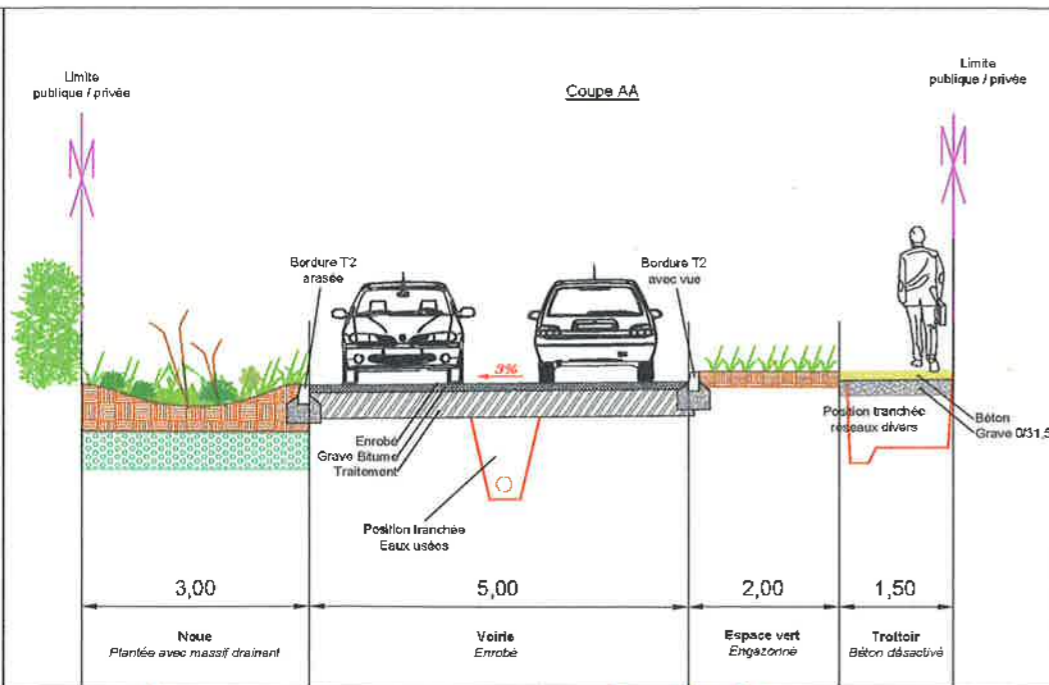 Limite
publique / privée
Coupe AA
Limite
publique / privée
Bordure T2
arasée
Bordure T2
avec vue
3%
Enrobé
Grave Bitume
Traitement
Position tranchée
réseaux divers
Béton
Grave 0/31,5
Position tranchée
Eaux usées
3,00
5,00
2,00
1,50
Noue
Plantée avec massif drainant
Voirie
Enrobé
Espace vert
Engazonné
Trottoir
Béton désactivé